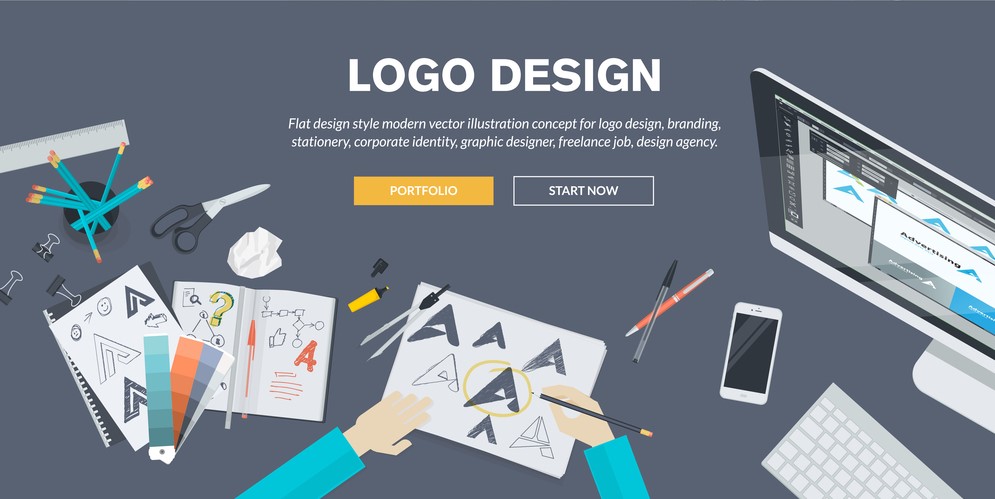 LOGO DESIGN
Flat design style modern vector illustration concept for logo design, branding,
stationery, corporate identity, graphic designer, freelance job, design agency.
PORTFOLIO
START NOW
Advertising
Advertising
?
A